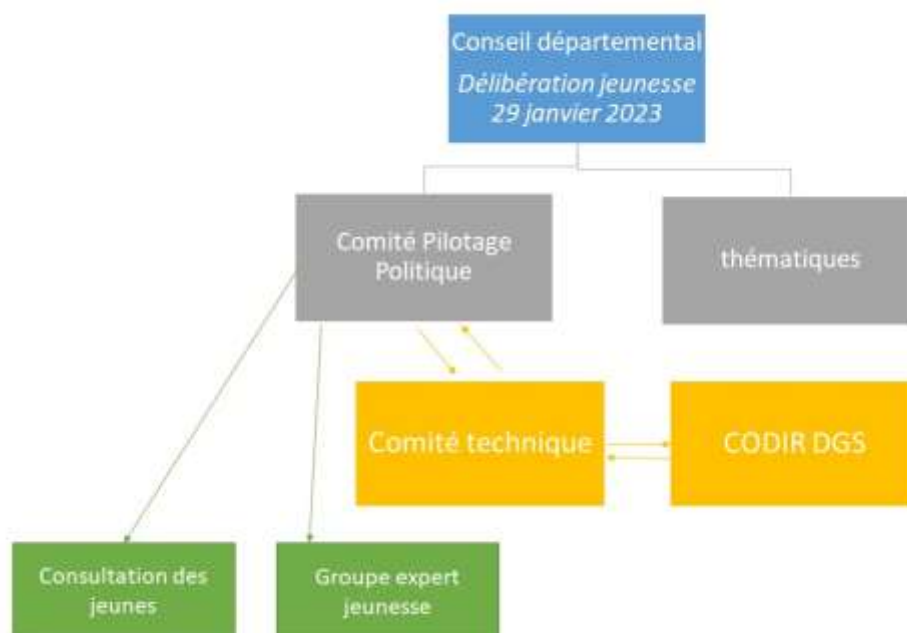 Conseil départemental
Délibération jeunesse
29 janvier 2023
Comité Pilotage
Politique
thématiques
Comité technique
CODIR DGS
Consultation des
jeunes
Groupe expert
jeunesse